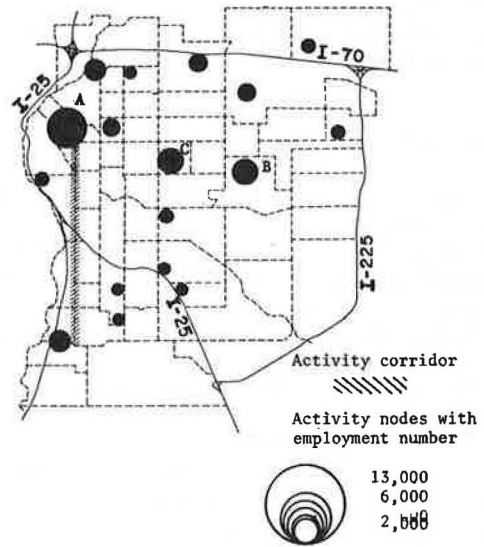 I-70
I-25
A
C
B
I-225
I-25
Activity corridor
Activity nodes with
employment number
13,000
6,000